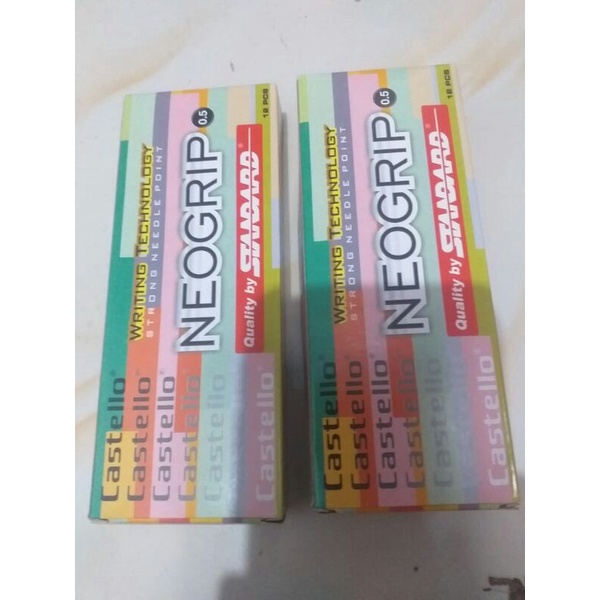 WRITING TECHNOLOGY
STRONG NEEDLE POINT
NEOGRIP 0.5
Quality by STANDARD®
12 PCS
Castello®
Castello®
Castello®
Castello®
Castello®
Castello®
WRITING TECHNOLOGY
STRONG NEEDLE POINT
NEOGRIP 0.5
Quality by STANDARD®
12 PCS
Castello®
Castello®
Castello®
Castello®
Castello®
Castello®